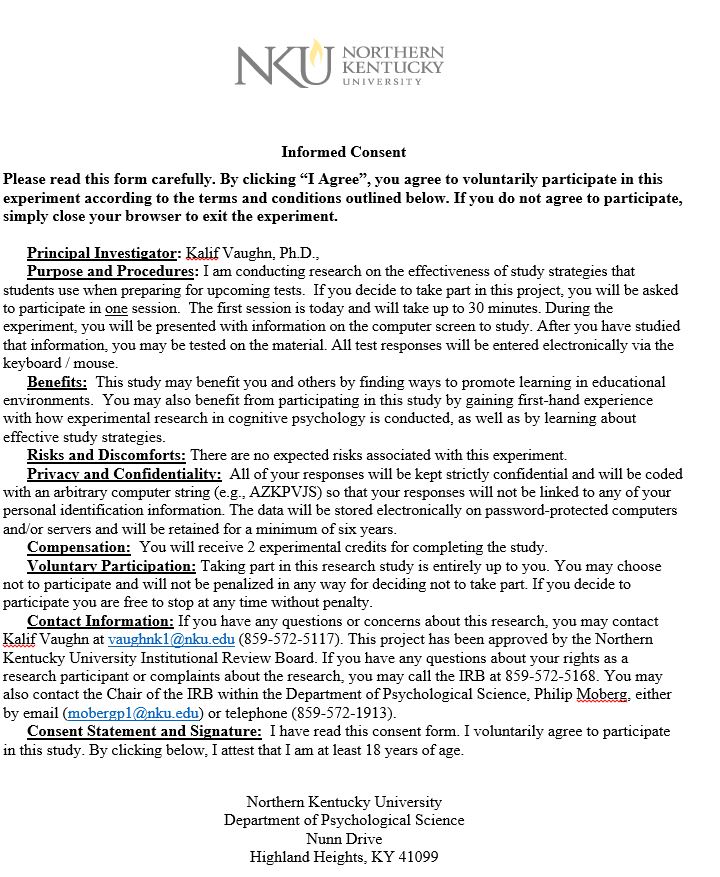 NKU NORTHERN
KENTUCKY
UNIVERSITY
Informed Consent
Please read this form carefully. By clicking “I Agree”, you agree to voluntarily participate in this
experiment according to the terms and conditions outlined below. If you do not agree to participate,
simply close your browser to exit the experiment.
Principal Investigator: Kalif Vaughn, Ph.D.,
Purpose and Procedures: I am conducting research on the effectiveness of study strategies that
students use when preparing for upcoming tests.  If you decide to take part in this project, you will be asked
to participate in one session.  The first session is today and will take up to 30 minutes. During the
experiment, you will be presented with information on the computer screen to study. After you have studied
that information, you may be tested on the material. All test responses will be entered electronically via the
keyboard / mouse.
Benefits:  This study may benefit you and others by finding ways to promote learning in educational
environments.  You may also benefit from participating in this study by gaining first-hand experience
with how experimental research in cognitive psychology is conducted, as well as by learning about
effective study strategies.
Risks and Discomforts: There are no expected risks associated with this experiment.
Privacy and Confidentiality:  All of your responses will be kept strictly confidential and will be coded
with an arbitrary computer string (e.g., AZKPVJS) so that your responses will not be linked to any of your
personal identification information. The data will be stored electronically on password-protected computers
and/or servers and will be retained for a minimum of six years.
Compensation:  You will receive 2 experimental credits for completing the study.
Voluntary Participation: Taking part in this research study is entirely up to you. You may choose
not to participate and will not be penalized in any way for deciding not to take part. If you decide to
participate you are free to stop at any time without penalty.
Contact Information: If you have any questions or concerns about this research, you may contact
Kalif Vaughn at vaughnk1@nku.edu (859-572-5117). This project has been approved by the Northern
Kentucky University Institutional Review Board. If you have any questions about your rights as a
research participant or complaints about the research, you may call the IRB at 859-572-5168. You may
also contact the Chair of the IRB within the Department of Psychological Science, Philip Moberg, either
by email (mobergp1@nku.edu) or telephone (859-572-1913).
Consent Statement and Signature:  I have read this consent form. I voluntarily agree to participate
in this study. By clicking below, I attest that I am at least 18 years of age.
Northern Kentucky University
Department of Psychological Science
Nunn Drive
Highland Heights, KY 41099